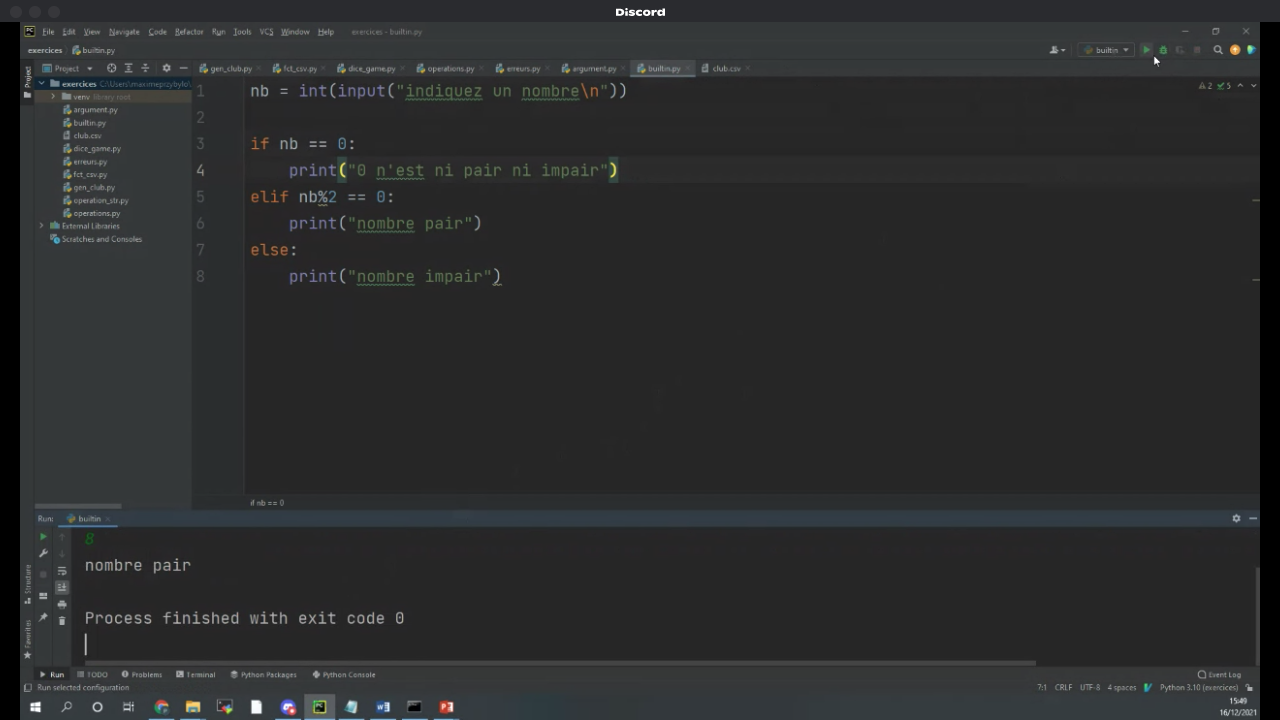 Discord
File Edit View Navigate Code Refactor Run Tools VCS Window Help exercices - builtin.py
exercices builtin.py builtin
Project gen_club.py fct_csv.py dice_game.py operations.py erreurs.py argument.py builtin.py club.csv
Project
exercices C:\Users\maximeprzybylo\
venv library root
argument.py
builtin.py
club.csv
dice_game.py
erreurs.py
fct_csv.py
gen_club.py
operation_str.py
operations.py
External Libraries
Scratches and Consoles
2 5
1 nb = int(input("indiquez un nombre\n"))
2
3 if nb == 0:
4 print("0 n'est ni pair ni impair")
5 elif nb%2 == 0:
6 print("nombre pair")
7 else:
8 print("nombre impair")
if nb == 0
Run: builtin
8
nombre pair
Process finished with exit code 0
Structure
Favorites
Run TODO Problems Terminal Python Packages Python Console Event Log
Run selected configuration 7:1 CRLF UTF-8 4 spaces Python 3.10 (exercices)
15:49
16/12/2021